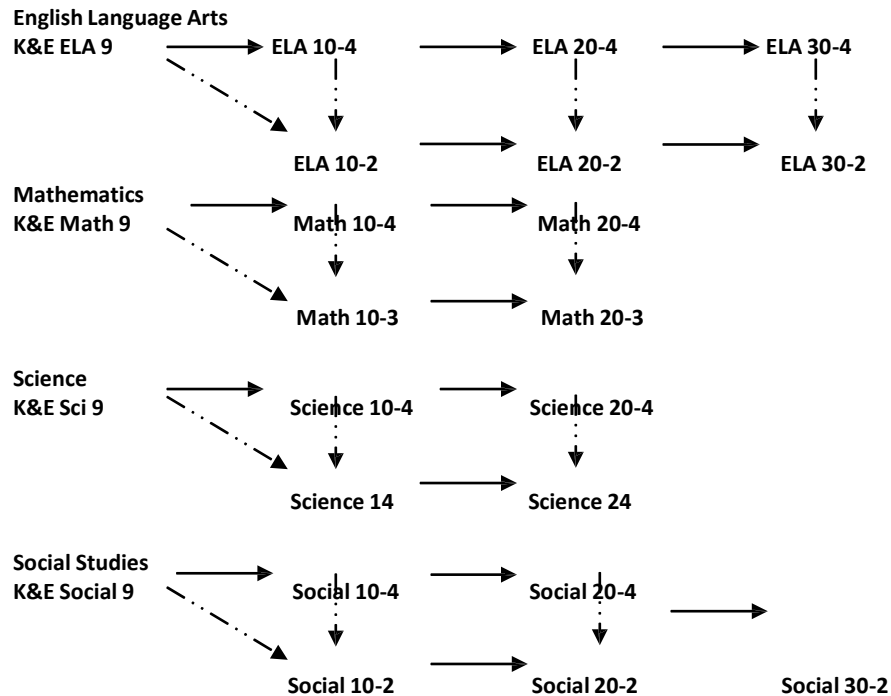 English Language Arts
K&E ELA 9 ELA 10-4 ELA 20-4 ELA 30-4
ELA 10-2 ELA 20-2 ELA 30-2
Mathematics
K&E Math 9 Math 10-4 Math 20-4
Math 10-3 Math 20-3
Science
K&E Sci 9 Science 10-4 Science 20-4
Science 14 Science 24
Social Studies
K&E Social 9 Social 10-4 Social 20-4
Social 10-2 Social 20-2 Social 30-2